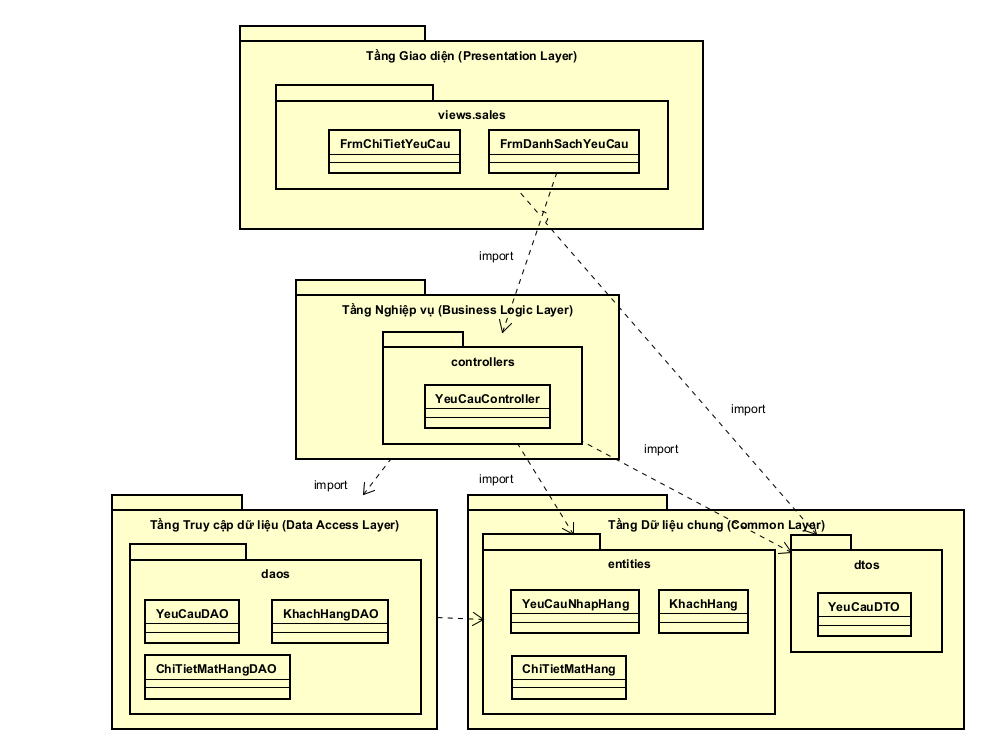 Tầng Giao diện (Presentation Layer)
views.sales
FrmChiTietYeuCau
FrmDanhSachYeuCau
import
Tầng Nghiệp vụ (Business Logic Layer)
controllers
YeuCauController
import
import
import
import
Tầng Truy cập dữ liệu (Data Access Layer)
daos
YeuCauDAO
KhachHangDAO
ChiTietMatHangDAO
Tầng Dữ liệu chung (Common Layer)
entities
YeuCauNhapHang
KhachHang
ChiTietMatHang
dtos
YeuCauDTO